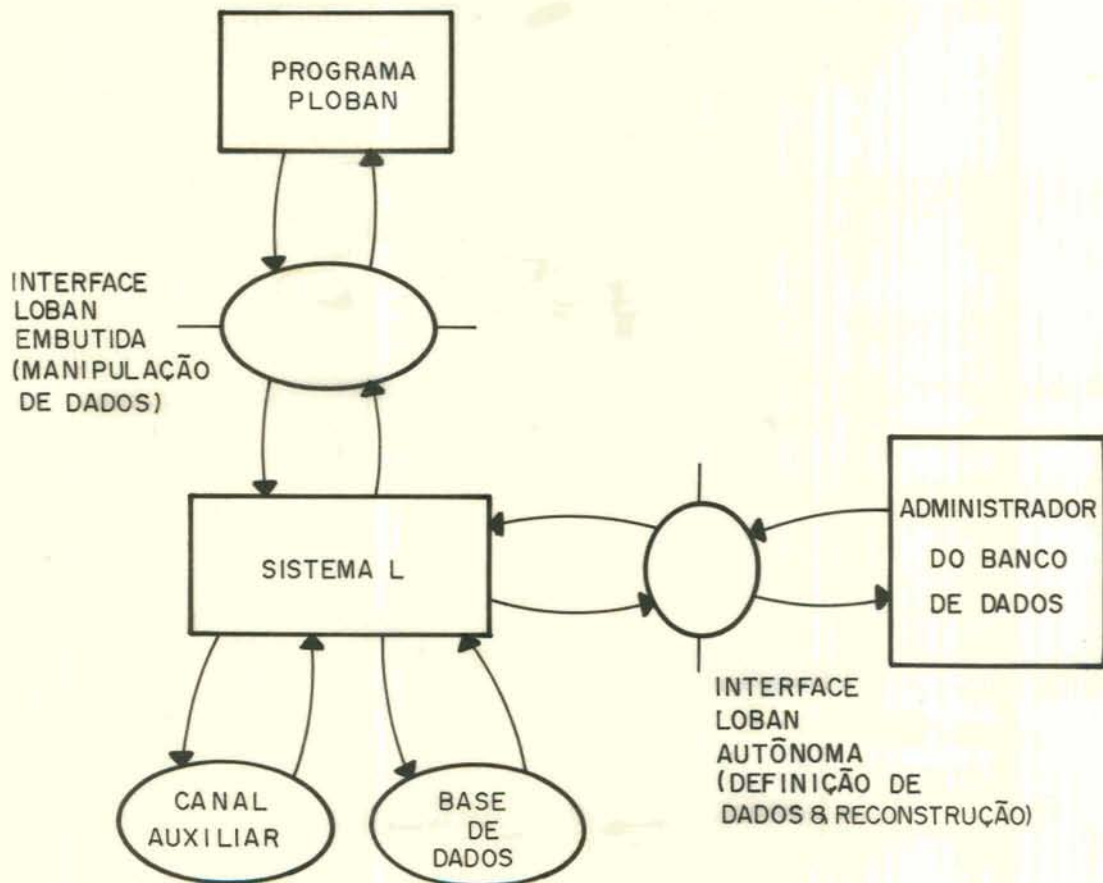 PROGRAMA
PLOBAN
INTERFACE
LOBAN
EMBUTIDA
(MANIPULAÇÃO
DE DADOS)
SISTEMA L
ADMINISTRADOR
DO BANCO
DE DADOS
INTERFACE
LOBAN
AUTÔNOMA
(DEFINIÇÃO DE
DADOS & RECONSTRUÇÃO)
CANAL
AUXILIAR
BASE
DE
DADOS